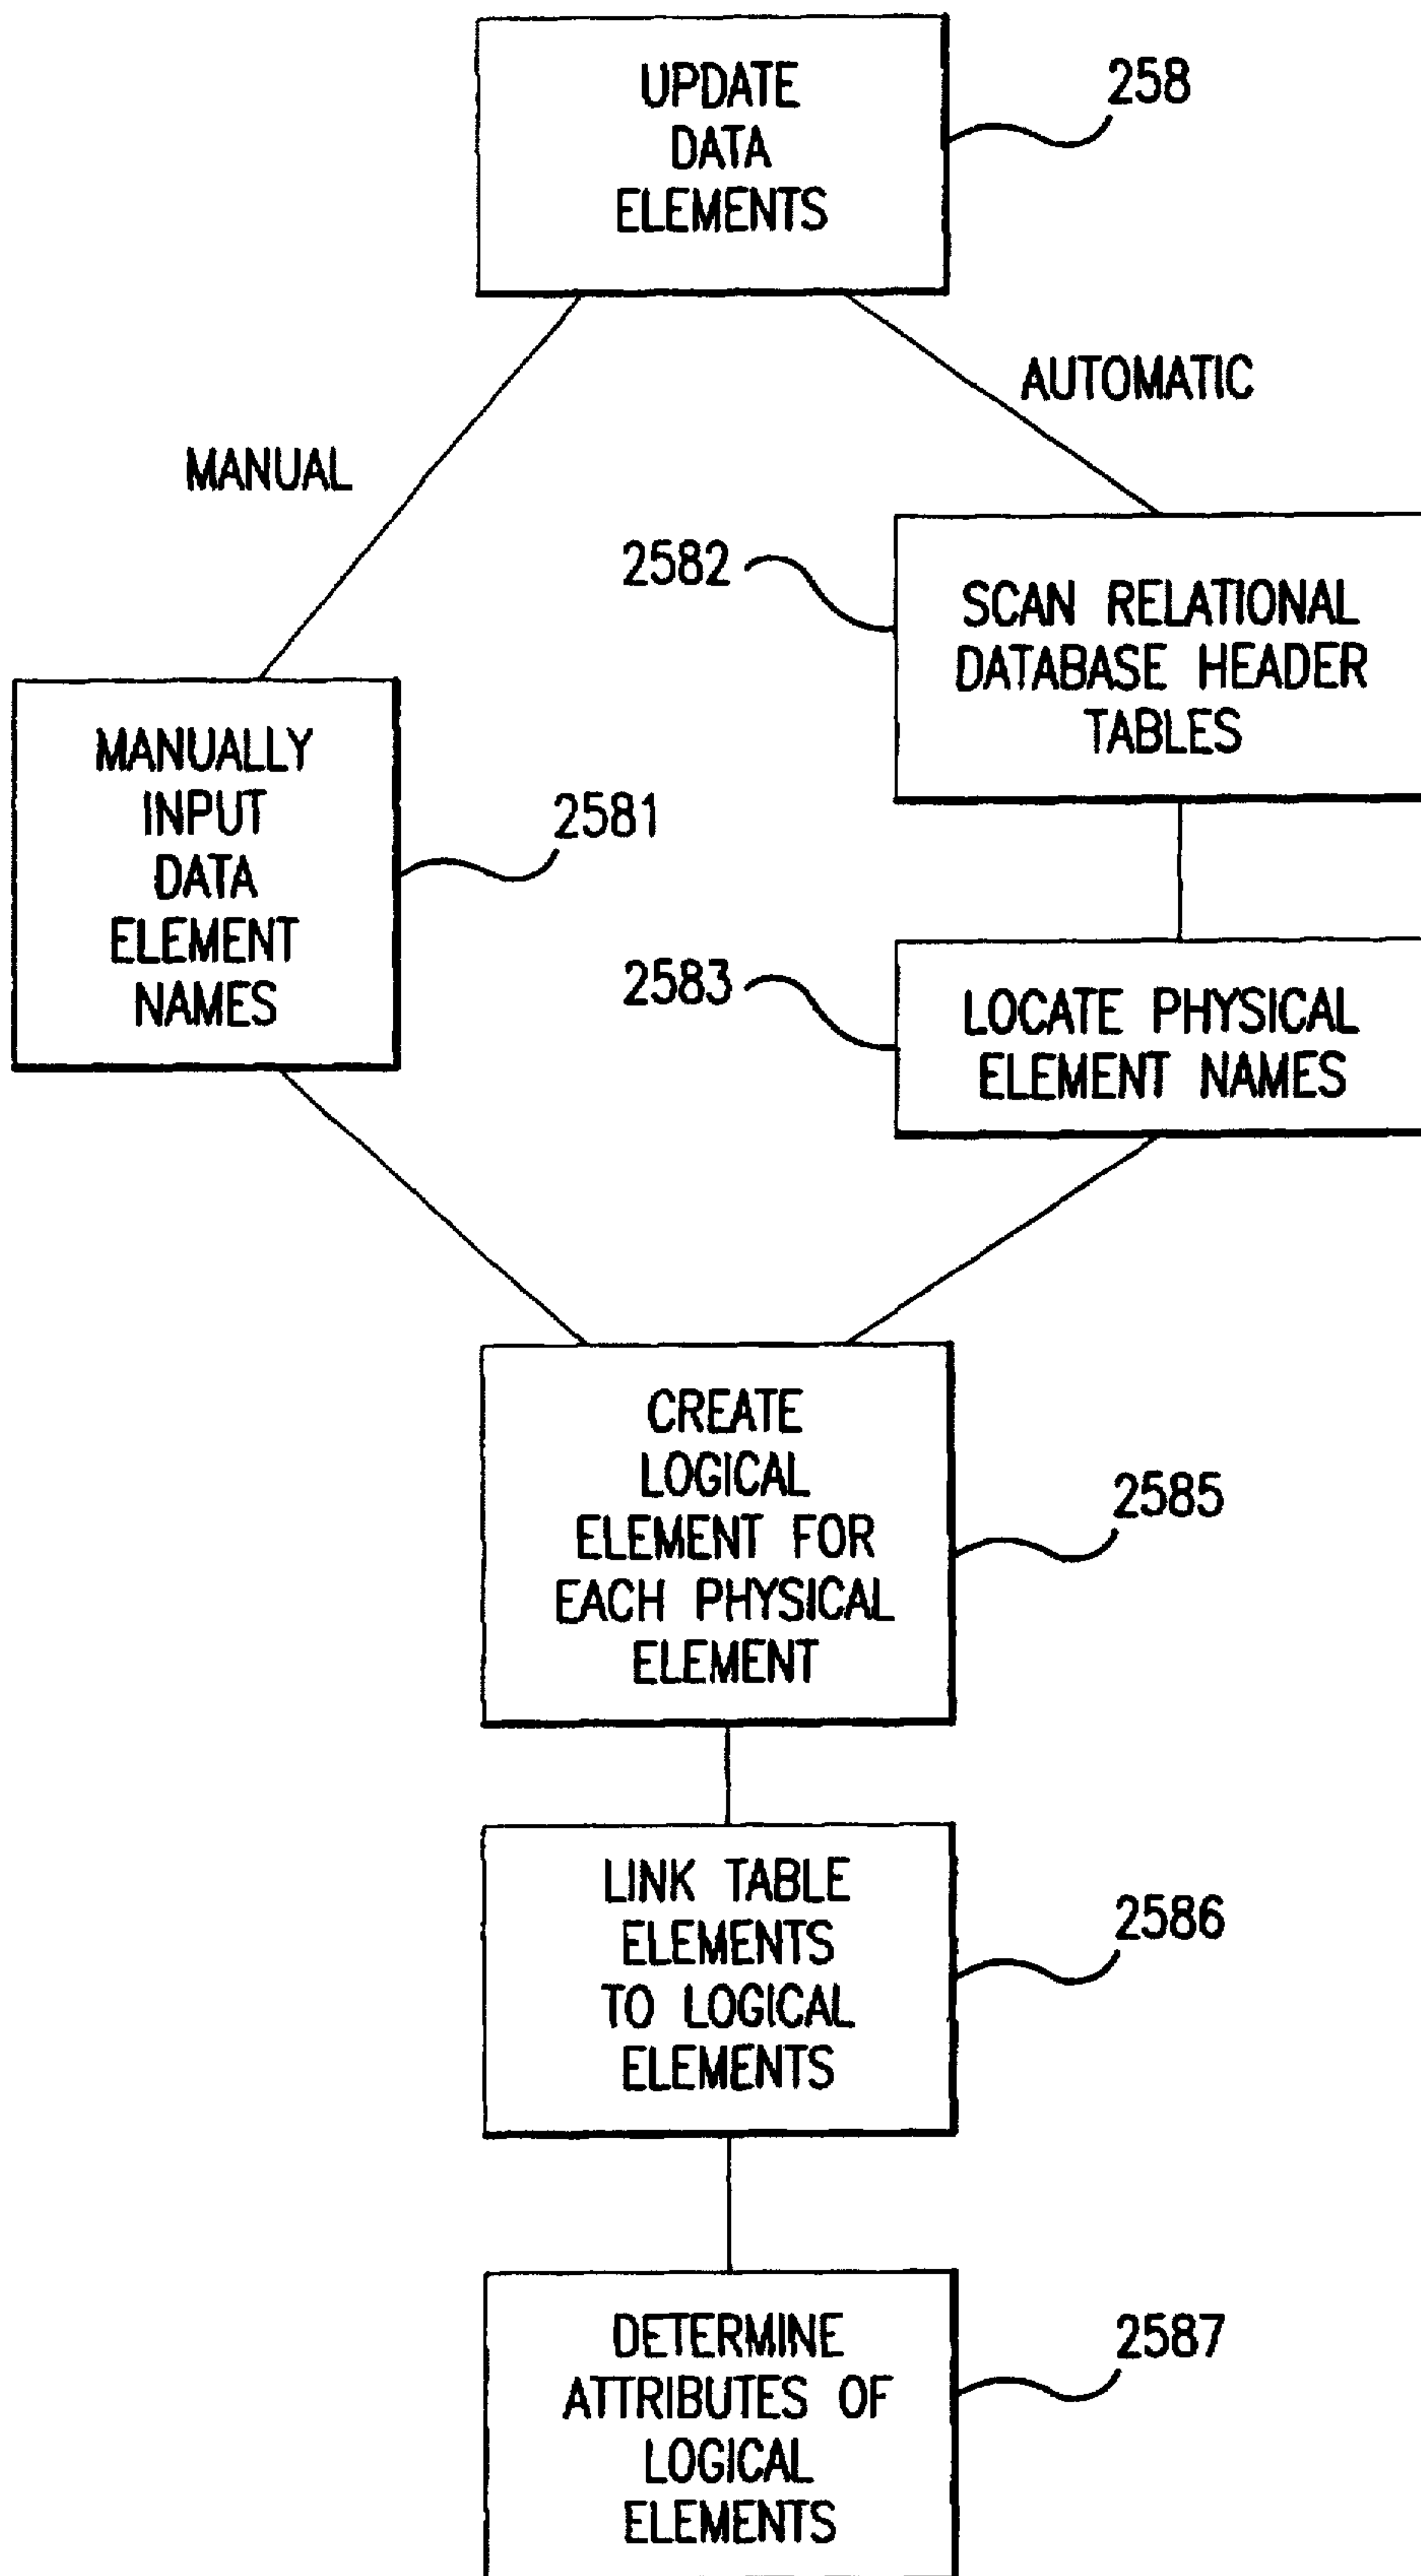 UPDATE
DATA
ELEMENTS
258
AUTOMATIC
MANUAL
2582
SCAN RELATIONAL
DATABASE HEADER
TABLES
MANUALLY
INPUT
DATA
ELEMENT
NAMES
2581
2583
LOCATE PHYSICAL
ELEMENT NAMES
CREATE
LOGICAL
ELEMENT FOR
EACH PHYSICAL
ELEMENT
2585
LINK TABLE
ELEMENTS
TO LOGICAL
ELEMENTS
2586
DETERMINE
ATTRIBUTES OF
LOGICAL
ELEMENTS
2587